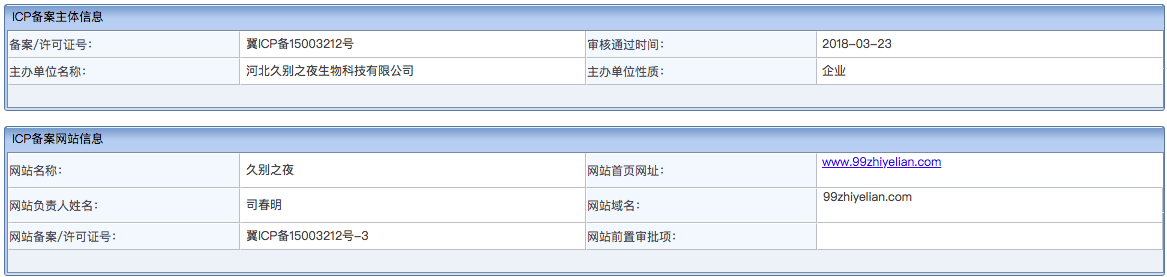 ICP备案主体信息
备案/许可证号： 冀ICP备15003212号 审核通过时间： 2018-03-23
主办单位名称： 河北久别之夜生物科技有限公司 主办单位性质： 企业
ICP备案网站信息
网站名称： 久别之夜 网站首页网址： www.99zhiyelian.com
网站负责人姓名： 司春明 网站域名： 99zhiyelian.com
网站备案/许可证号： 冀ICP备15003212号-3 网站前置审批项：